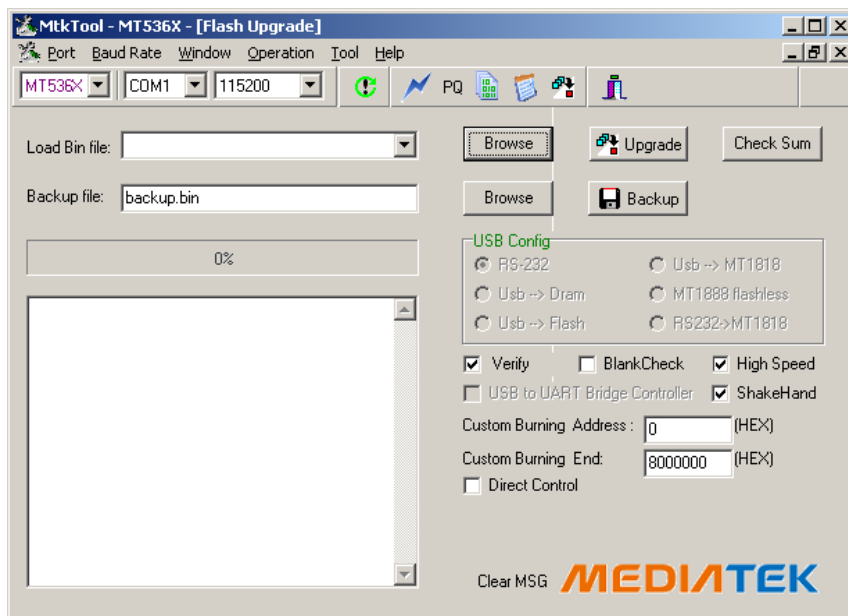 MtkTool - MT536X - [Flash Upgrade]
Port Baud Rate Window Operation Tool Help
MT536X COM1 115200 PQ
Load Bin file: Browse Upgrade Check Sum
Backup file: backup.bin Browse Backup
0%
USB Config
RS-232 Usb --> MT1818
Usb --> Dram MT1888 flashless
Usb --> Flash RS232->MT1818
Verify BlankCheck High Speed
USB to UART Bridge Controller ShakeHand
Custom Burning Address : 0 (HEX)
Custom Burning End: 8000000 (HEX)
Direct Control
Clear MSG MEDIATEK